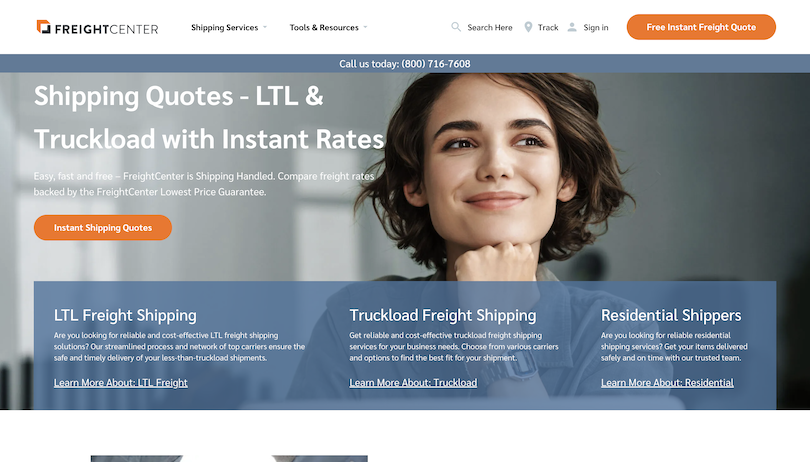 FREIGHTCENTER
Shipping Services
Tools & Resources
Search Here
Track
Sign in
Free Instant Freight Quote
Call us today: (800) 716-7608
Shipping Quotes - LTL &
Truckload with Instant Rates
Easy, fast and free – FreightCenter is Shipping Handled. Compare freight rates
backed by the FreightCenter Lowest Price Guarantee.
Instant Shipping Quotes
LTL Freight Shipping
Are you looking for reliable and cost-effective LTL freight shipping
solutions? Our streamlined process and network of top carriers ensure the
safe and timely delivery of your less-than-truckload shipments.
Learn More About: LTL Freight
Truckload Freight Shipping
Get reliable and cost-effective truckload freight shipping
services for your business needs. Choose from various carriers
and options to find the best fit for your shipment.
Learn More About: Truckload
Residential Shippers
Are you looking for reliable residential
shipping services? Get your items delivered
safely and on time with our trusted team.
Learn More About: Residential